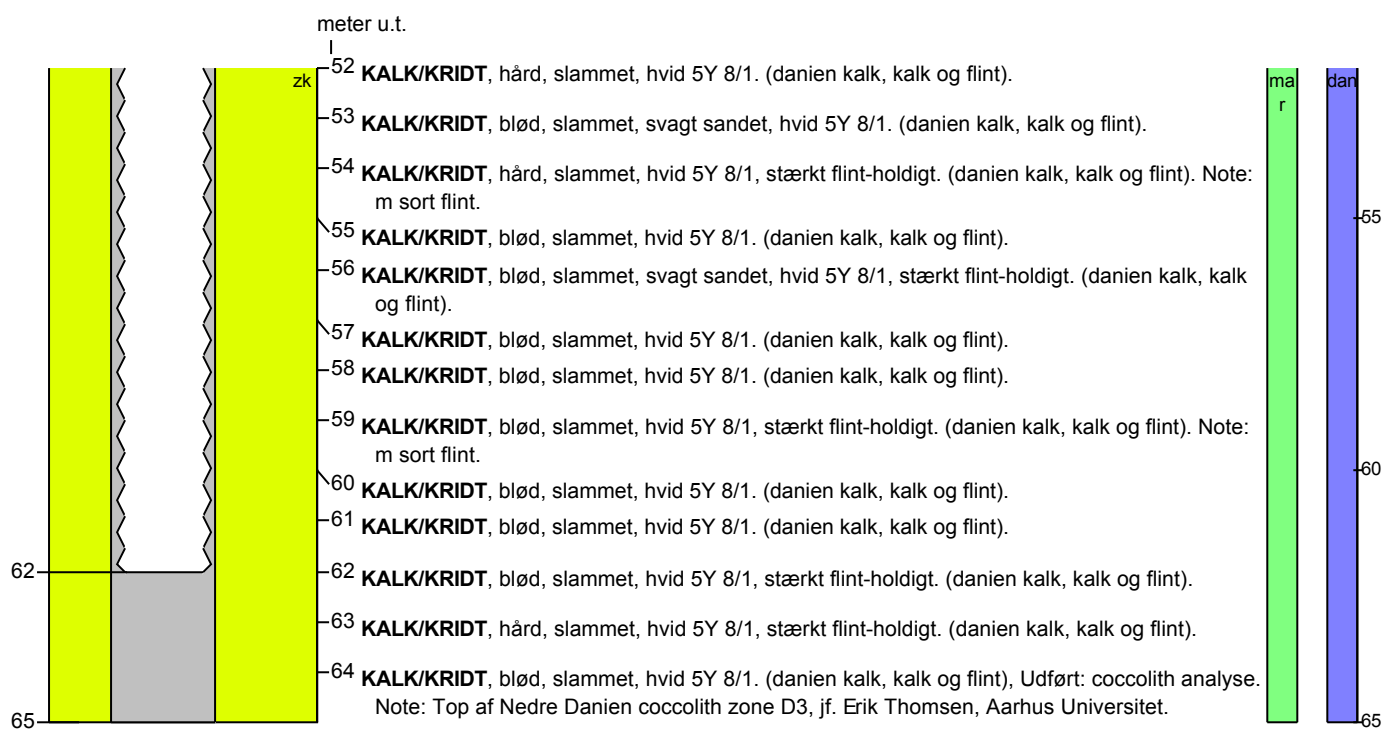 meter u.t.
zk
52 KALK/KRIDT, hård, slammet, hvid 5Y 8/1. (danien kalk, kalk og flint).
ma
r
dan
53 KALK/KRIDT, blød, slammet, svagt sandet, hvid 5Y 8/1. (danien kalk, kalk og flint).
54 KALK/KRIDT, hård, slammet, hvid 5Y 8/1, stærkt flint-holdigt. (danien kalk, kalk og flint). Note:
m sort flint.
55
55 KALK/KRIDT, blød, slammet, hvid 5Y 8/1. (danien kalk, kalk og flint).
56 KALK/KRIDT, blød, slammet, svagt sandet, hvid 5Y 8/1, stærkt flint-holdigt. (danien kalk, kalk
og flint).
57 KALK/KRIDT, blød, slammet, hvid 5Y 8/1. (danien kalk, kalk og flint).
58 KALK/KRIDT, blød, slammet, hvid 5Y 8/1. (danien kalk, kalk og flint).
59 KALK/KRIDT, blød, slammet, hvid 5Y 8/1, stærkt flint-holdigt. (danien kalk, kalk og flint). Note:
m sort flint.
60
60 KALK/KRIDT, blød, slammet, hvid 5Y 8/1. (danien kalk, kalk og flint).
61 KALK/KRIDT, blød, slammet, hvid 5Y 8/1. (danien kalk, kalk og flint).
62
62 KALK/KRIDT, blød, slammet, hvid 5Y 8/1, stærkt flint-holdigt. (danien kalk, kalk og flint).
63 KALK/KRIDT, hård, slammet, hvid 5Y 8/1, stærkt flint-holdigt. (danien kalk, kalk og flint).
64 KALK/KRIDT, blød, slammet, hvid 5Y 8/1. (danien kalk, kalk og flint), Udført: coccolith analyse.
Note: Top af Nedre Danien coccolith zone D3, jf. Erik Thomsen, Aarhus Universitet.
65
65